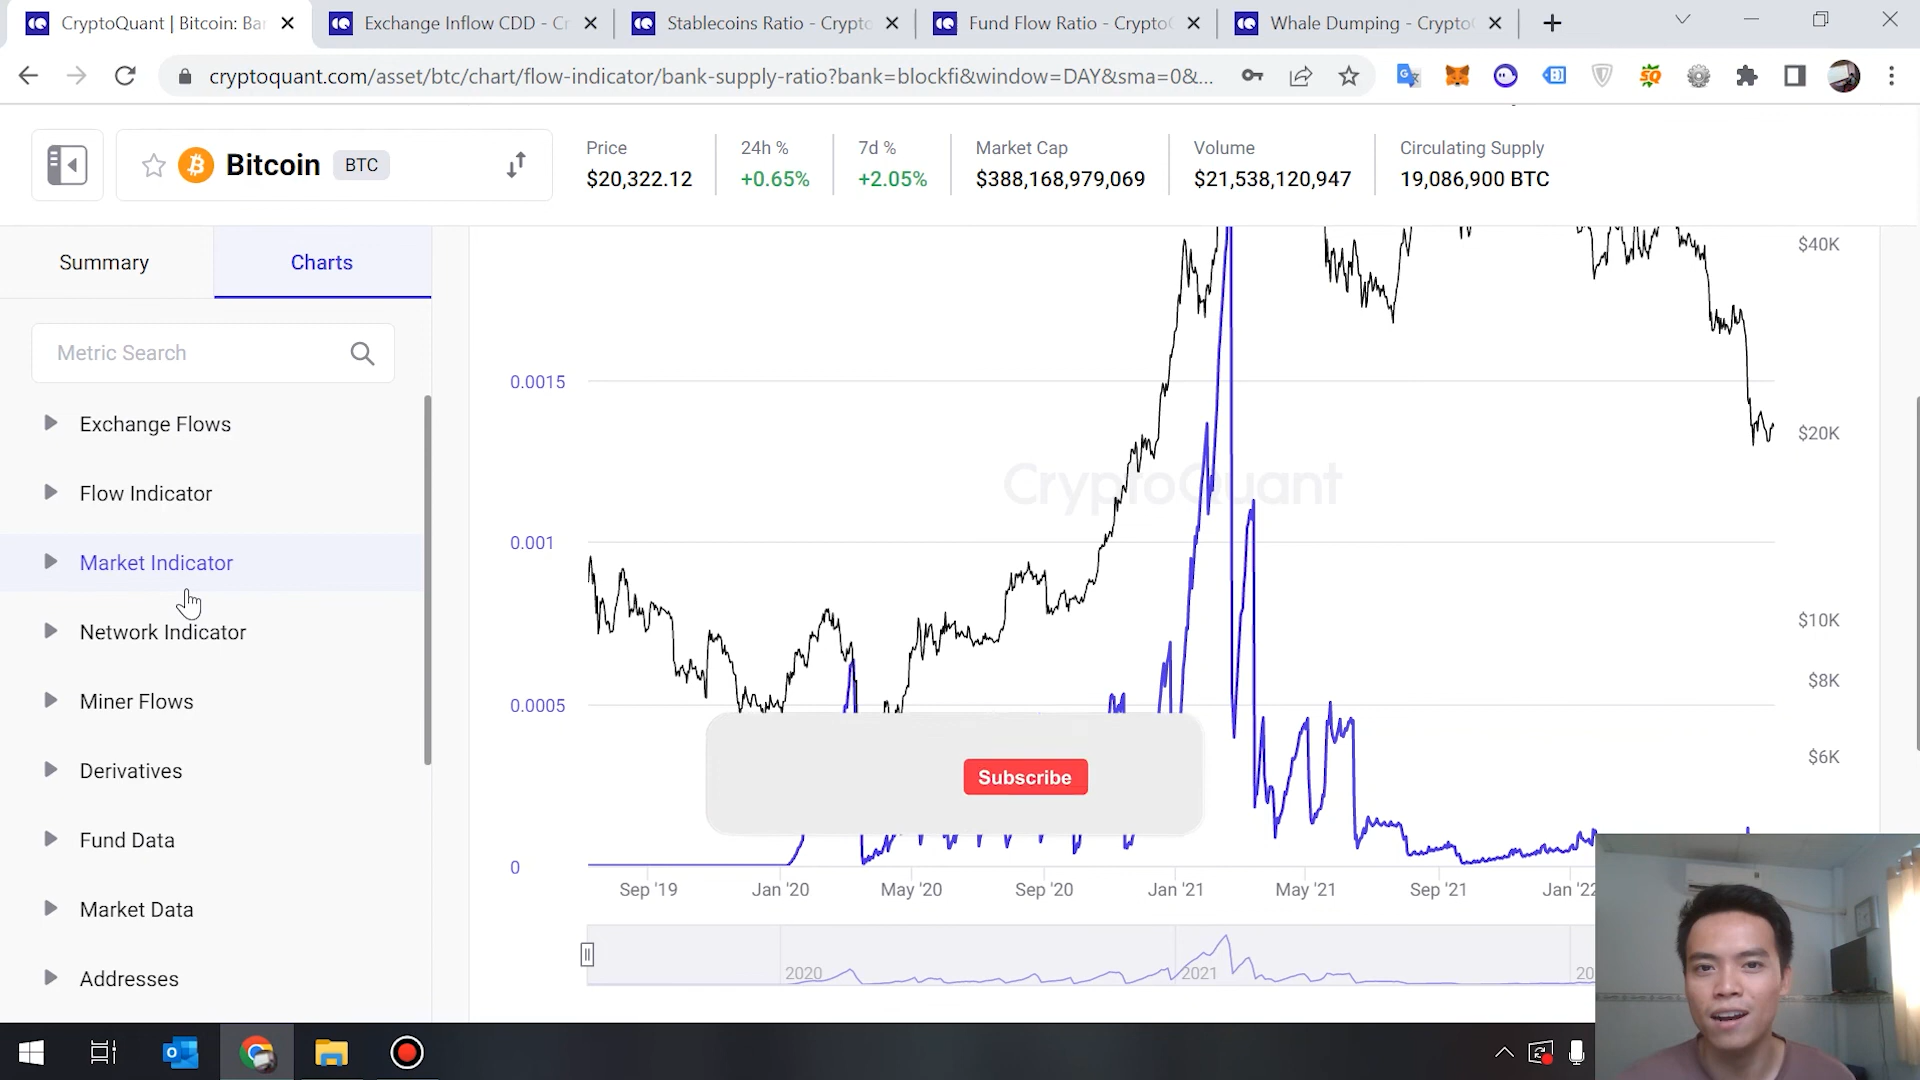 CryptoQuant | Bitcoin: Ba
Exchange Inflow CDD - Cr
Stablecoins Ratio - Crypto
Fund Flow Ratio - Crypto
Whale Dumping - Crypto
cryptoquant.com/asset/btc/chart/flow-indicator/bank-supply-ratio?bank=blockfi&window=DAY&sma=0&...
Bitcoin BTC
Price
$20,322.12
24h %
+0.65%
7d %
+2.05%
Market Cap
$388,168,979,069
Volume
$21,538,120,947
Circulating Supply
19,086,900 BTC
Summary
Charts
Metric Search
Exchange Flows
Flow Indicator
Market Indicator
Network Indicator
Miner Flows
Derivatives
Fund Data
Market Data
Addresses
0.0015
0.001
0.0005
0
$40K
$20K
$10K
$8K
$6K
CryptoQuant
Subscribe
Sep '19
Jan '20
May '20
Sep '20
Jan '21
May '21
Sep '21
Jan '22
2020
2021
20